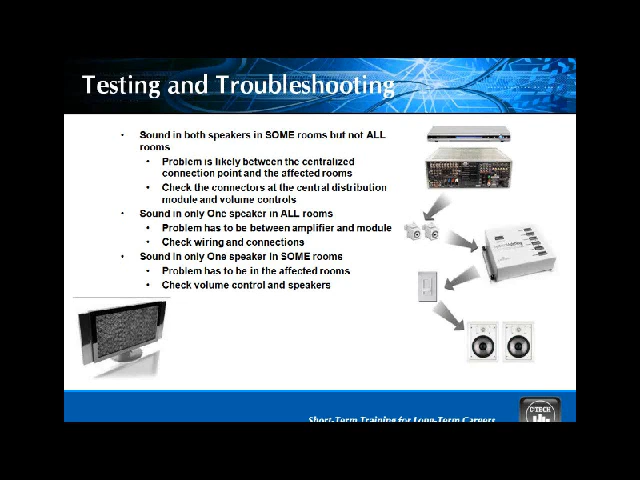 Testing and Troubleshooting
• Sound in both speakers in SOME rooms but not ALL
rooms
• Problem is likely between the centralized
connection point and the affected rooms
• Check the connectors at the central distribution
module and volume controls
• Sound in only One speaker in ALL rooms
• Problem has to be between amplifier and module
• Check wiring and connections
• Sound in only One speaker in SOME rooms
• Problem has to be in the affected rooms
• Check volume control and speakers
Short-Term Training for Long-Term Careers
C-TECH